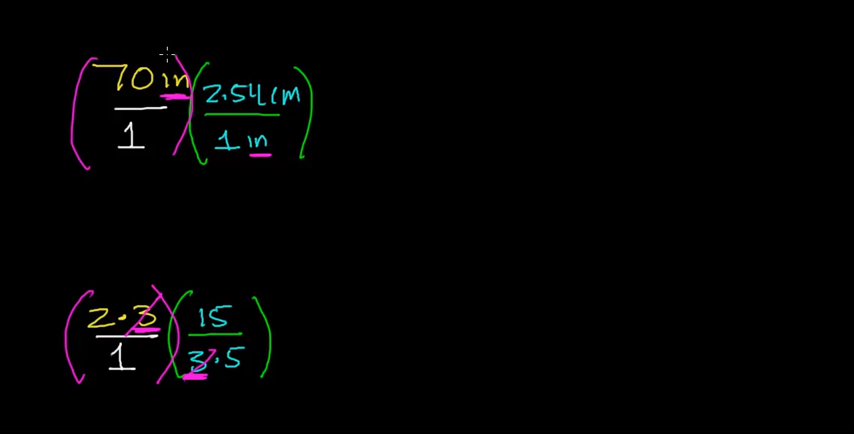 (70 in / 1)(2.54 cm / 1 in)
(2·3 / 1)(15 / 3·5)